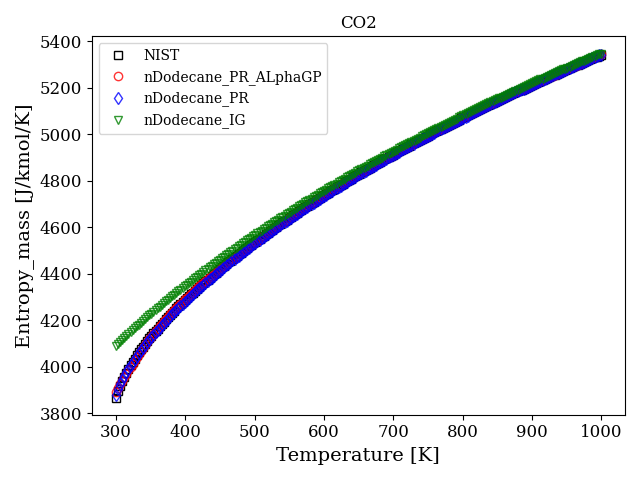 CO2
5400
5200
5000
4800
4600
4400
4200
4000
3800
Entropy_mass [J/kmol/K]
NIST
nDodecane_PR_ALphaGP
nDodecane_PR
nDodecane_IG
300 400 500 600 700 800 900 1000
Temperature [K]